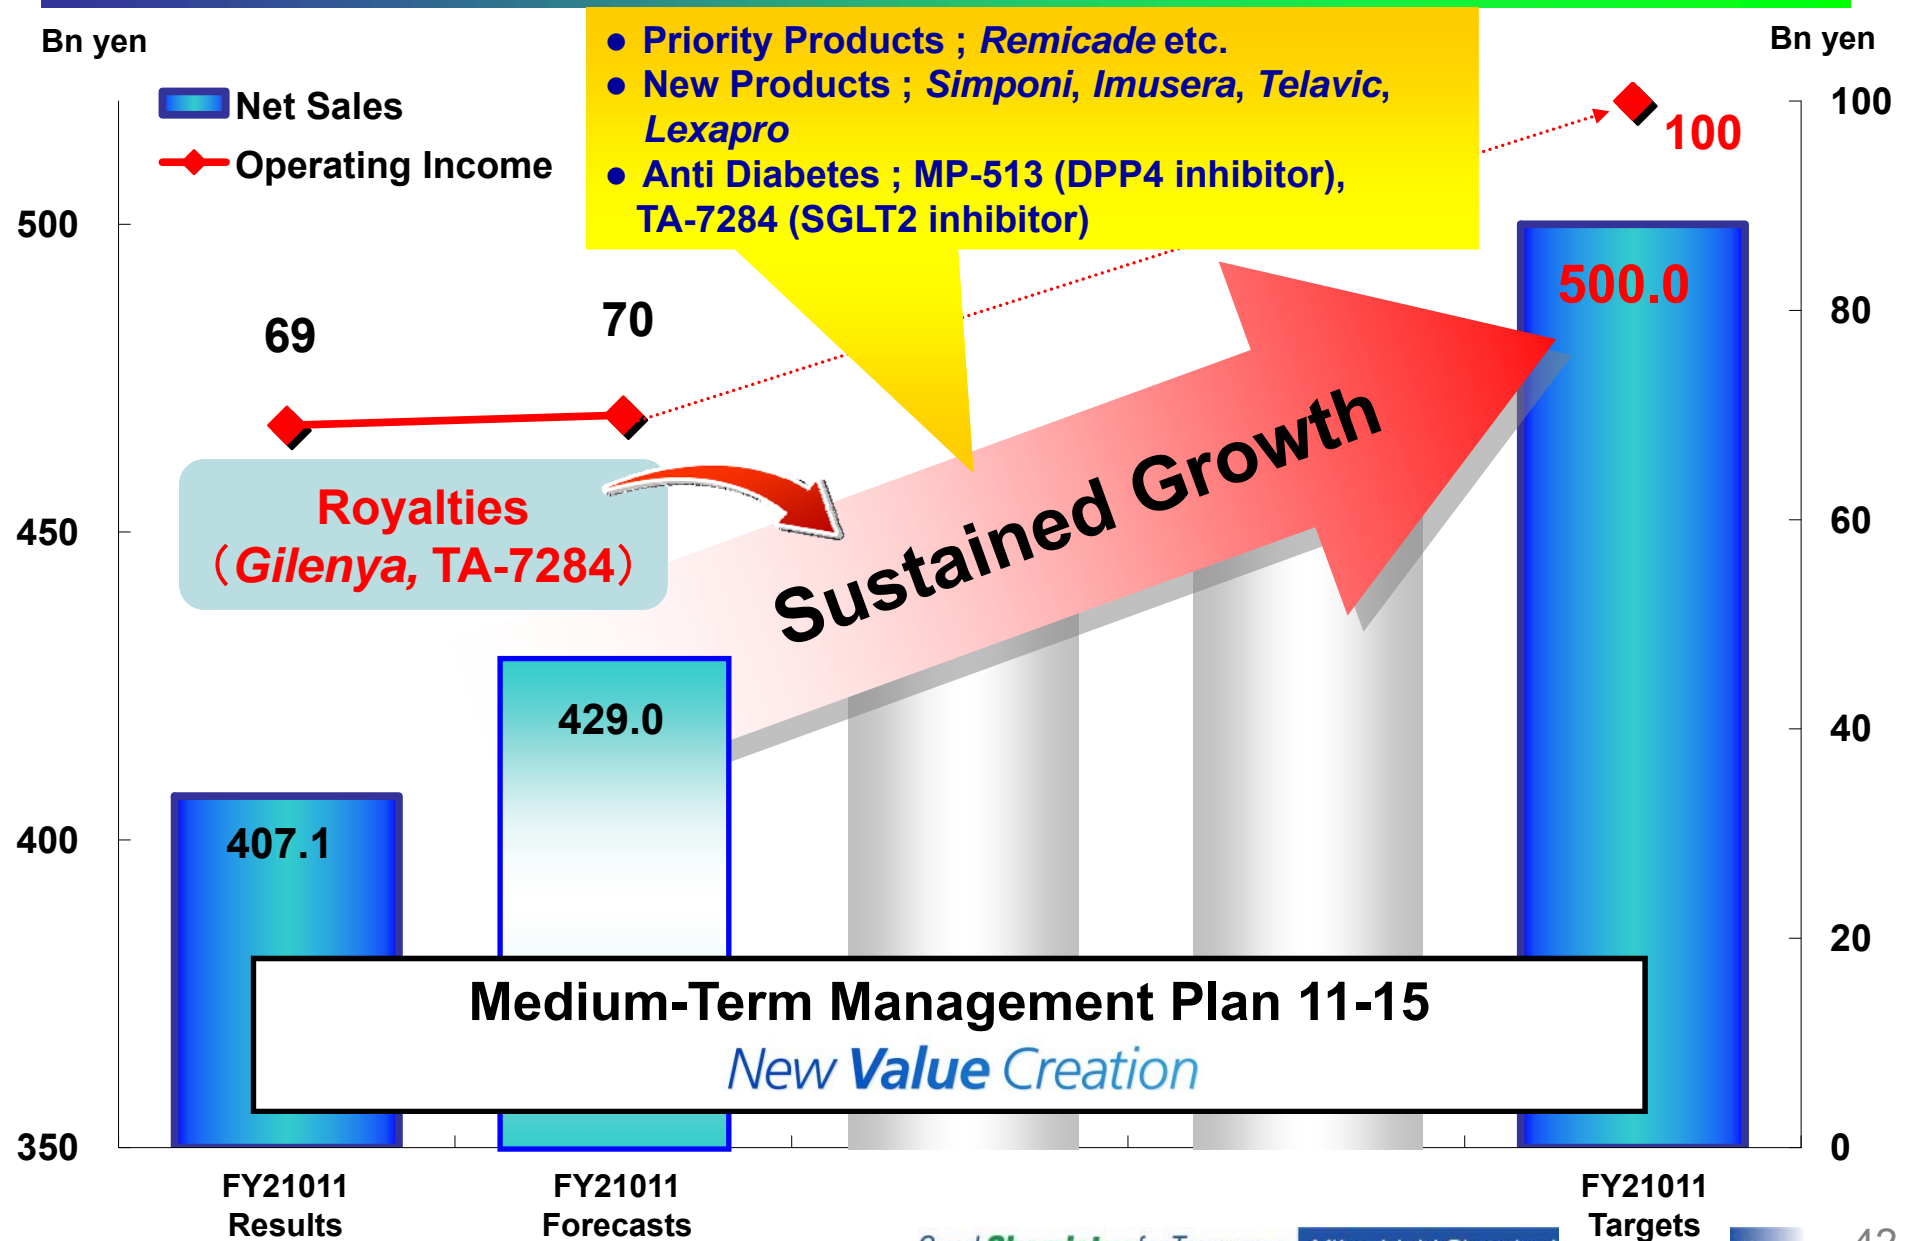 Bn yen
Bn yen
● Priority Products ; Remicade etc.
● New Products ; Simponi, Imusera, Telavic,
Lexapro
● Anti Diabetes ; MP-513 (DPP4 inhibitor),
TA-7284 (SGLT2 inhibitor)
Net Sales
Operating Income
100
100
500
500.0
80
69
70
Sustained Growth
Royalties
（Gilenya, TA-7284）
450
60
429.0
40
400
407.1
20
Medium-Term Management Plan 11-15
New Value Creation
350
0
FY21011
Results
FY21011
Forecasts
FY21011
Targets